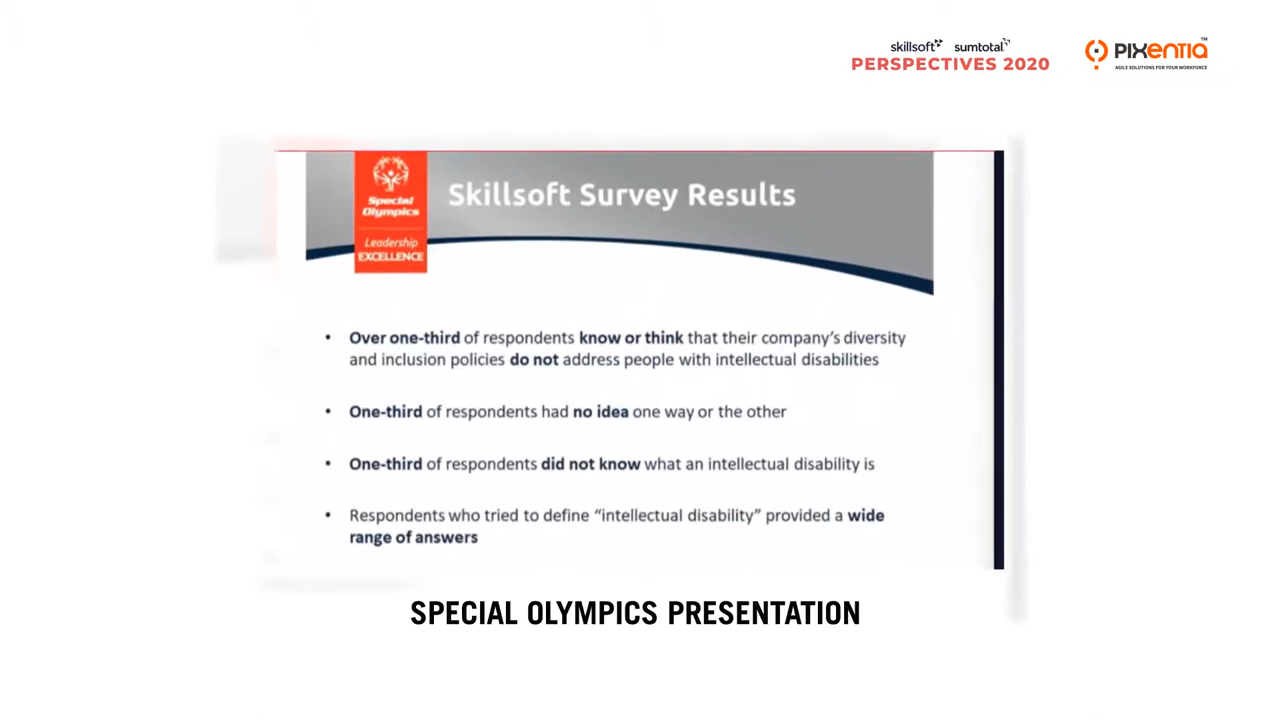 skillsoft sumtotal
PERSPECTIVES 2020
PIXENTIA™
AGILE SOLUTIONS FOR YOUR WORKFORCE
Special
Olympics
Leadership
EXCELLENCE
Skillsoft Survey Results
• Over one-third of respondents know or think that their company's diversity
and inclusion policies do not address people with intellectual disabilities
• One-third of respondents had no idea one way or the other
• One-third of respondents did not know what an intellectual disability is
• Respondents who tried to define “intellectual disability” provided a wide
range of answers
SPECIAL OLYMPICS PRESENTATION